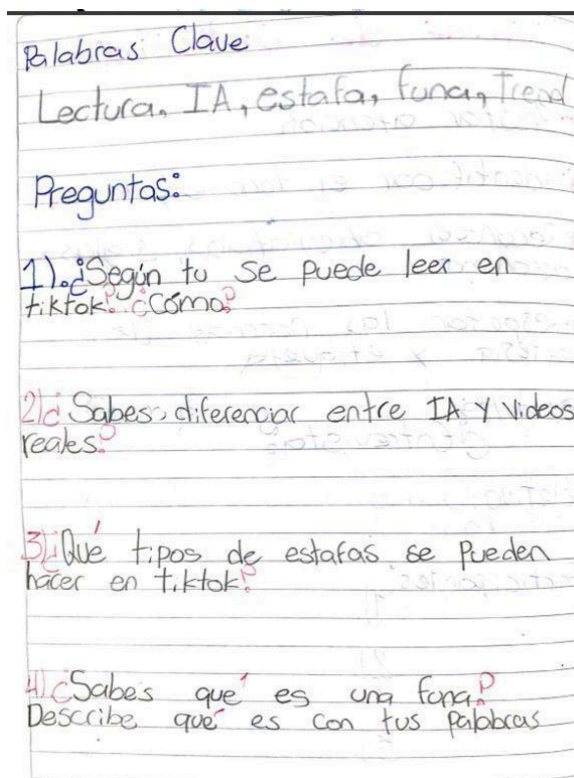 Palabras Clave
Lectura, IA, estafa, funa, Trend
Preguntas:
1).¿Según tu se puede leer en
tiktok? ¿Cómo?
2)¿Sabes diferenciar entre IA y videos
reales?
3)¿Qué tipos de estafas se pueden
hacer en tiktok?
4)¿Sabes qué es una funa?
Describe qué es con tus palabras